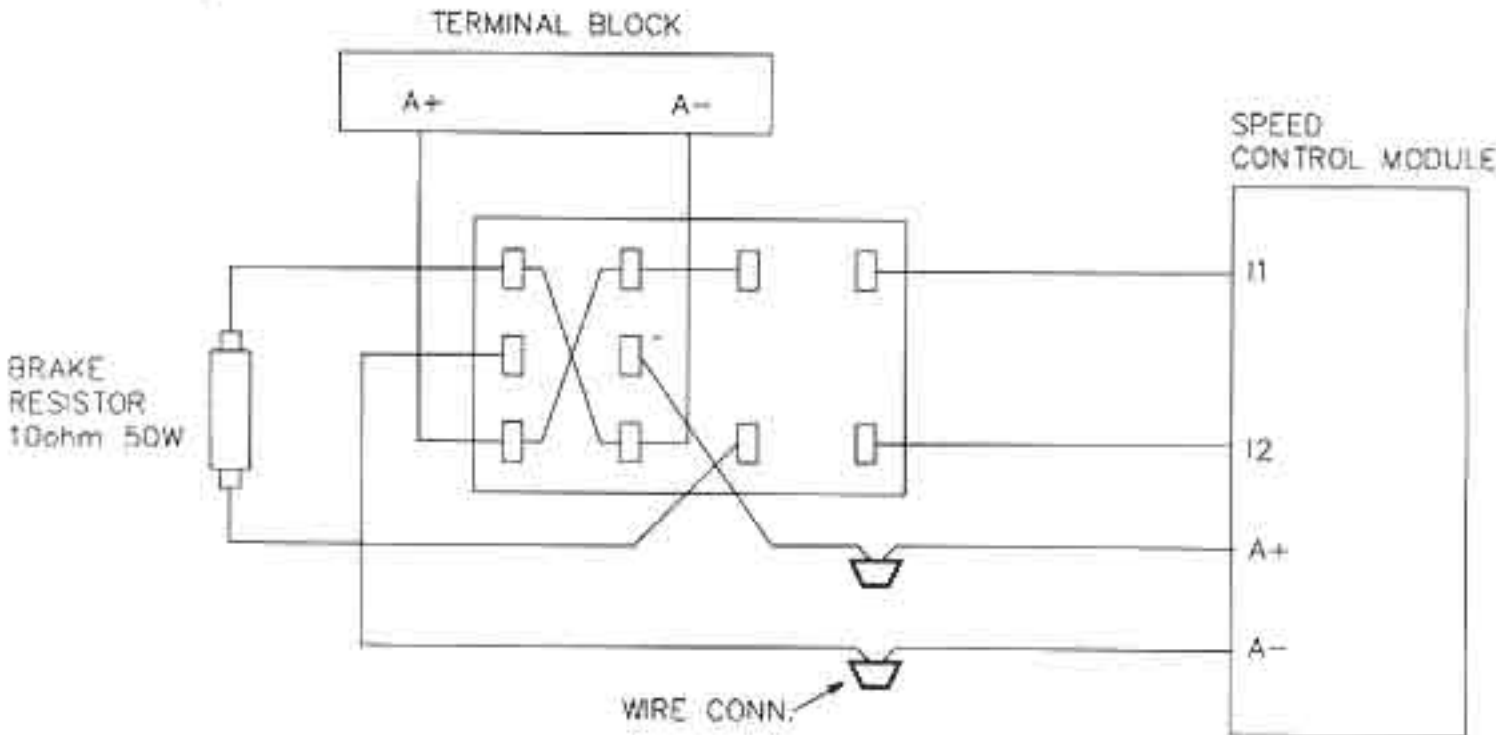 TERMINAL BLOCK
A+ A-
SPEED
CONTROL MODULE
I1
BRAKE
RESISTOR
10ohm 50W
I2
A+
A-
WIRE CONN.